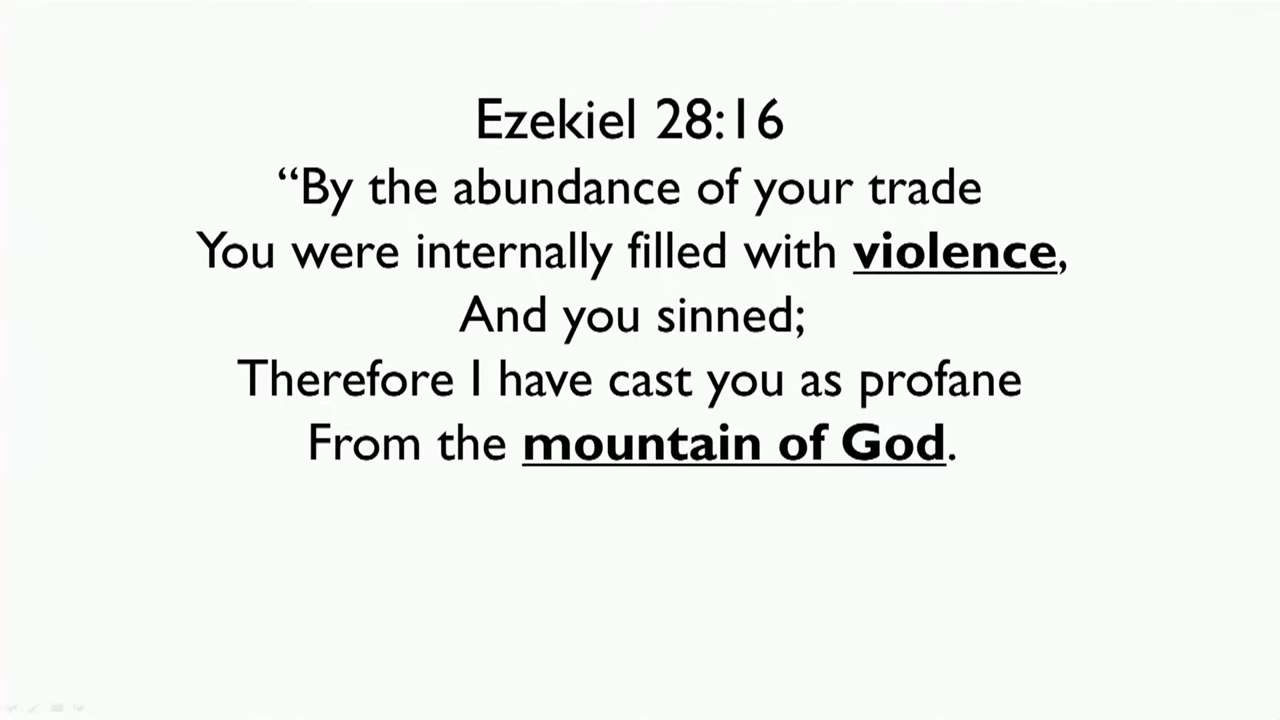 Ezekiel 28:16
“By the abundance of your trade
You were internally filled with violence,
And you sinned;
Therefore I have cast you as profane
From the mountain of God.